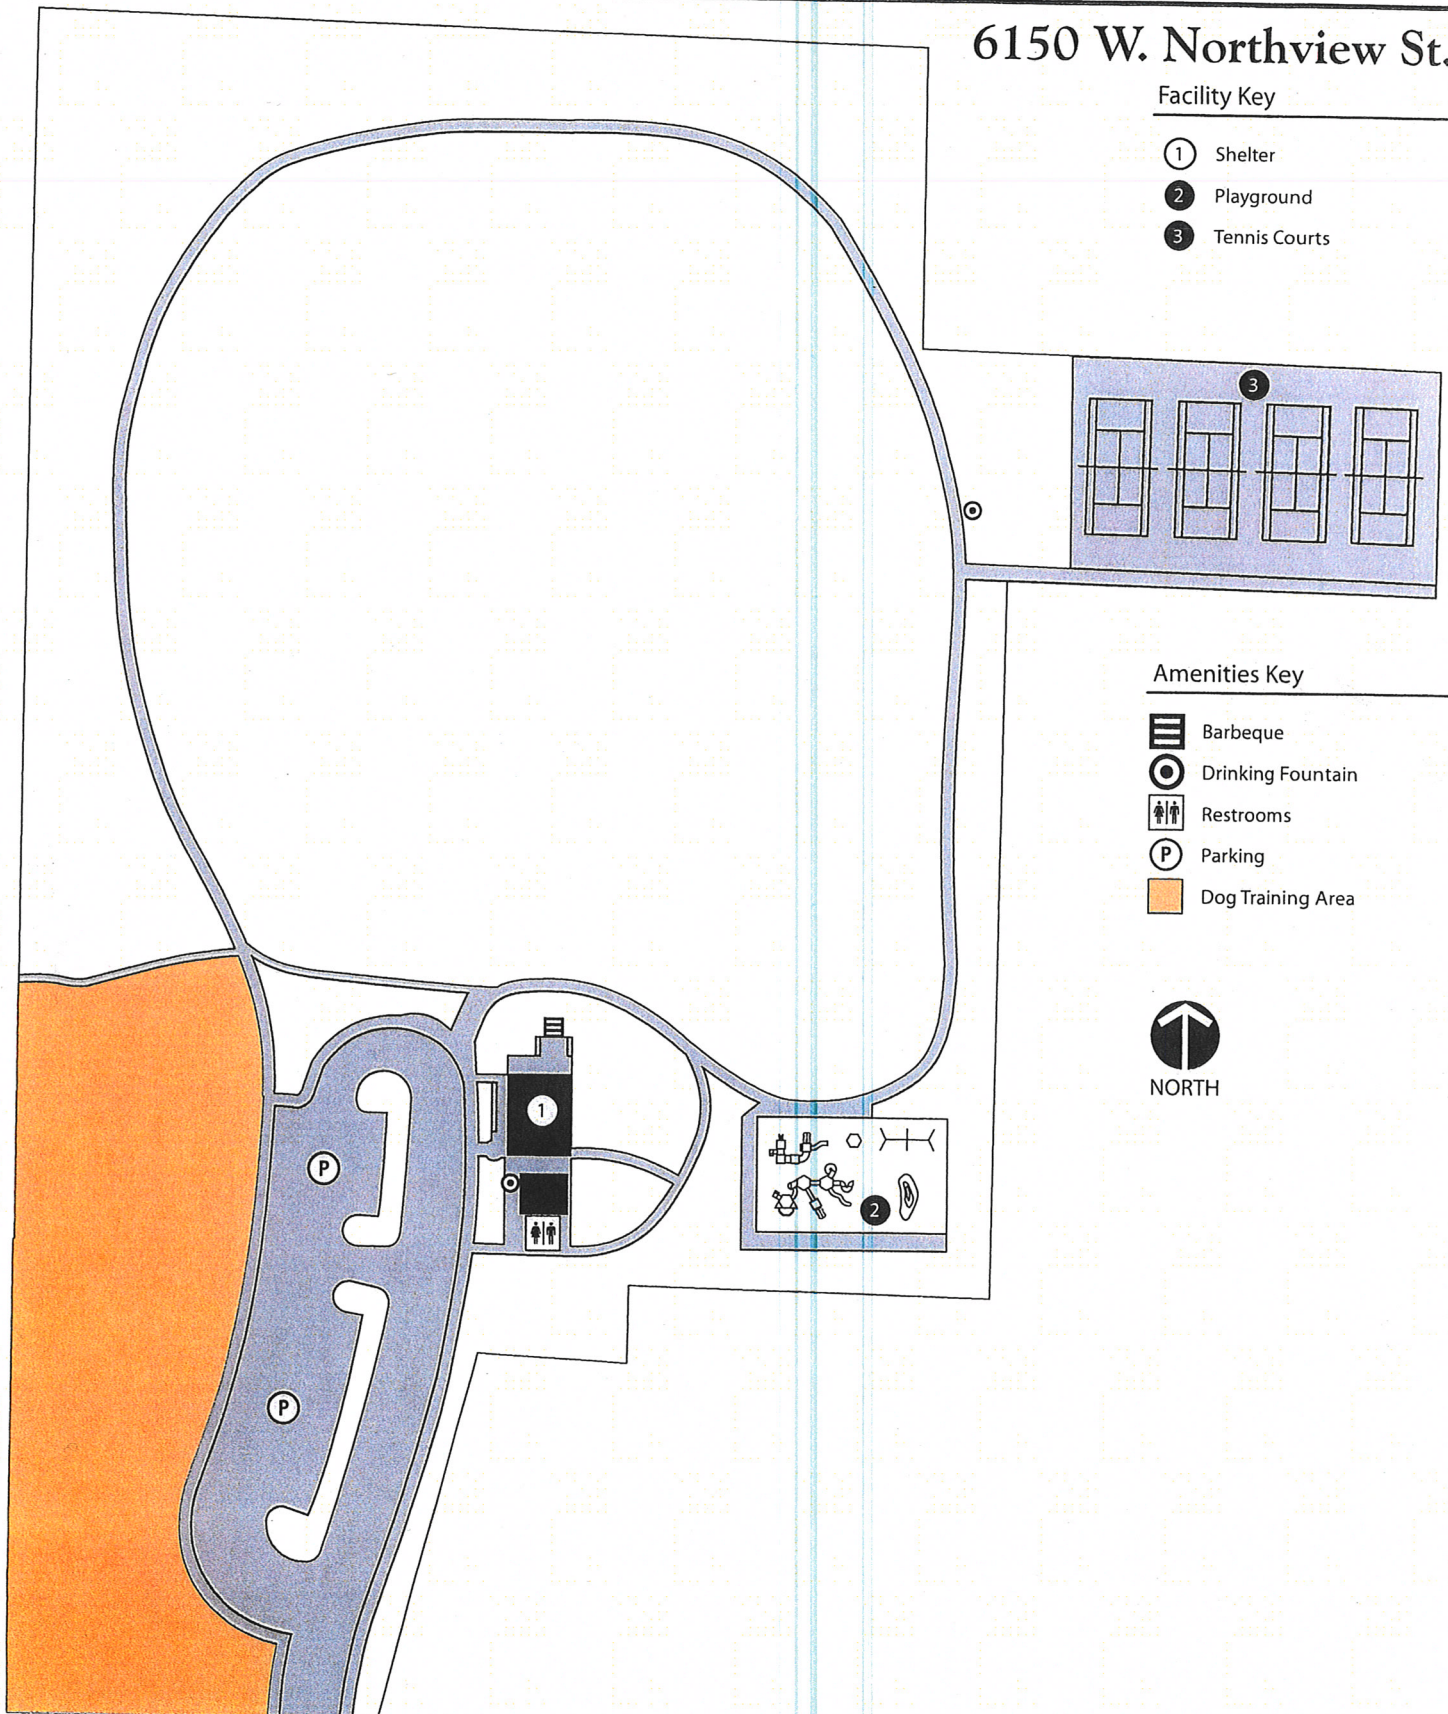 6150 W. Northview St.
Facility Key
1 Shelter
2 Playground
3 Tennis Courts
3
Amenities Key
Barbeque
Drinking Fountain
Restrooms
P Parking
Dog Training Area
NORTH
1
P
2
P